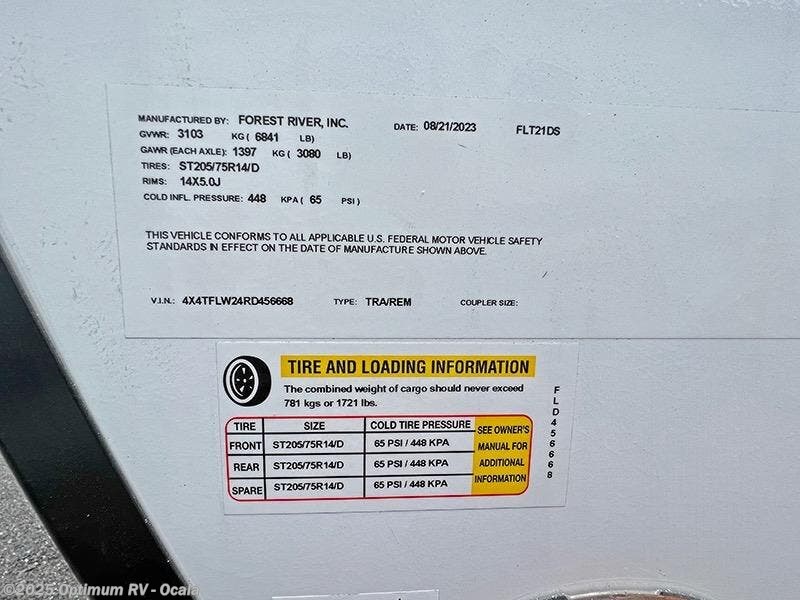 MANUFACTURED BY: FOREST RIVER, INC. DATE: 08/21/2023 FLT21DS
GVWR: 3103 KG ( 6841 LB)
GAWR (EACH AXLE): 1397 KG ( 3080 LB)
TIRES: ST205/75R14/D
RIMS: 14X5.0J
COLD INFL. PRESSURE: 448 KPA ( 65 PSI )
THIS VEHICLE CONFORMS TO ALL APPLICABLE U.S. FEDERAL MOTOR VEHICLE SAFETY
STANDARDS IN EFFECT ON THE DATE OF MANUFACTURE SHOWN ABOVE.
V.I.N.: 4X4TFLW24RD456668 TYPE: TRA/REM COUPLER SIZE:
TIRE AND LOADING INFORMATION
The combined weight of cargo should never exceed
781 kgs or 1721 lbs.
TIRE SIZE COLD TIRE PRESSURE
FRONT ST205/75R14/D 65 PSI / 448 KPA
REAR ST205/75R14/D 65 PSI / 448 KPA
SPARE ST205/75R14/D 65 PSI / 448 KPA
SEE OWNER'S
MANUAL FOR
ADDITIONAL
INFORMATION
FLD456668
©2025 Optimum RV - Ocala